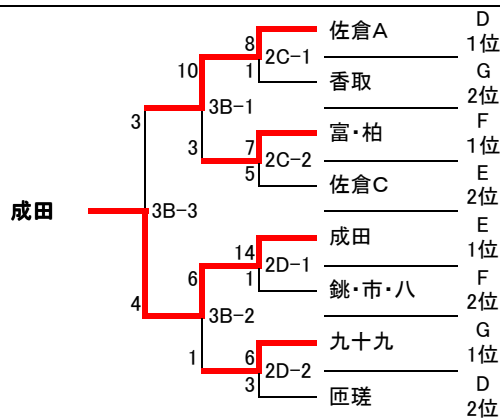 D
8 佐倉A 1位
2C-1
10 1 香取 G
2位
3 3B-1
3 7 富・柏 F
1位
2C-2
5 佐倉C E
2位
成田 3B-3
14 成田 E
1位
6 2D-1
1 銚・市・八 F
2位
4 3B-2
1 6 九十九 G
1位
2D-2
3 匝瑳 D
2位